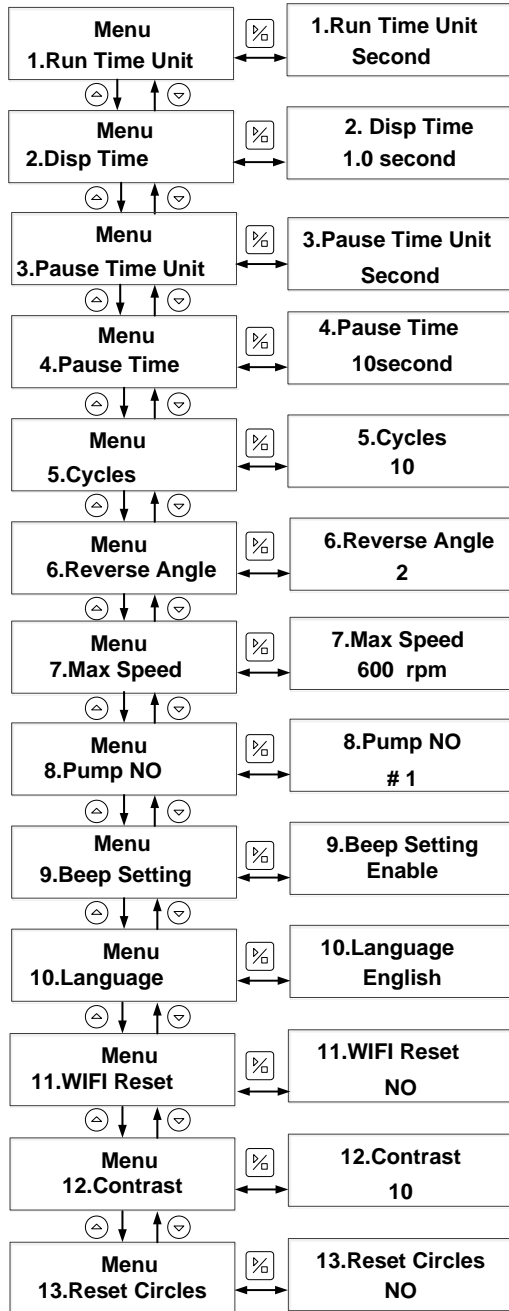 Menu
1.Run Time Unit
1.Run Time Unit
Second
Menu
2.Disp Time
2. Disp Time
1.0 second
Menu
3.Pause Time Unit
3.Pause Time Unit
Second
Menu
4.Pause Time
4.Pause Time
10second
Menu
5.Cycles
5.Cycles
10
Menu
6.Reverse Angle
6.Reverse Angle
2
Menu
7.Max Speed
7.Max Speed
600 rpm
Menu
8.Pump NO
8.Pump NO
# 1
Menu
9.Beep Setting
9.Beep Setting
Enable
Menu
10.Language
10.Language
English
Menu
11.WIFI Reset
11.WIFI Reset
NO
Menu
12.Contrast
12.Contrast
10
Menu
13.Reset Circles
13.Reset Circles
NO